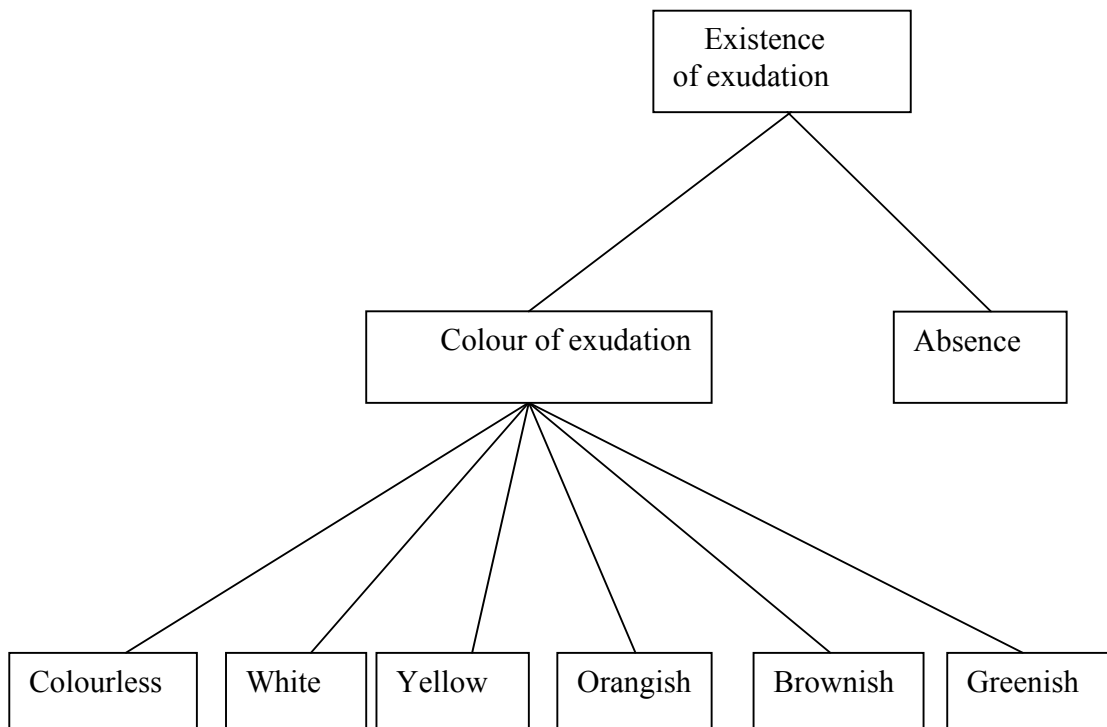 Existence
of exudation
Colour of exudation
Absence
Colourless
White
Yellow
Orangish
Brownish
Greenish